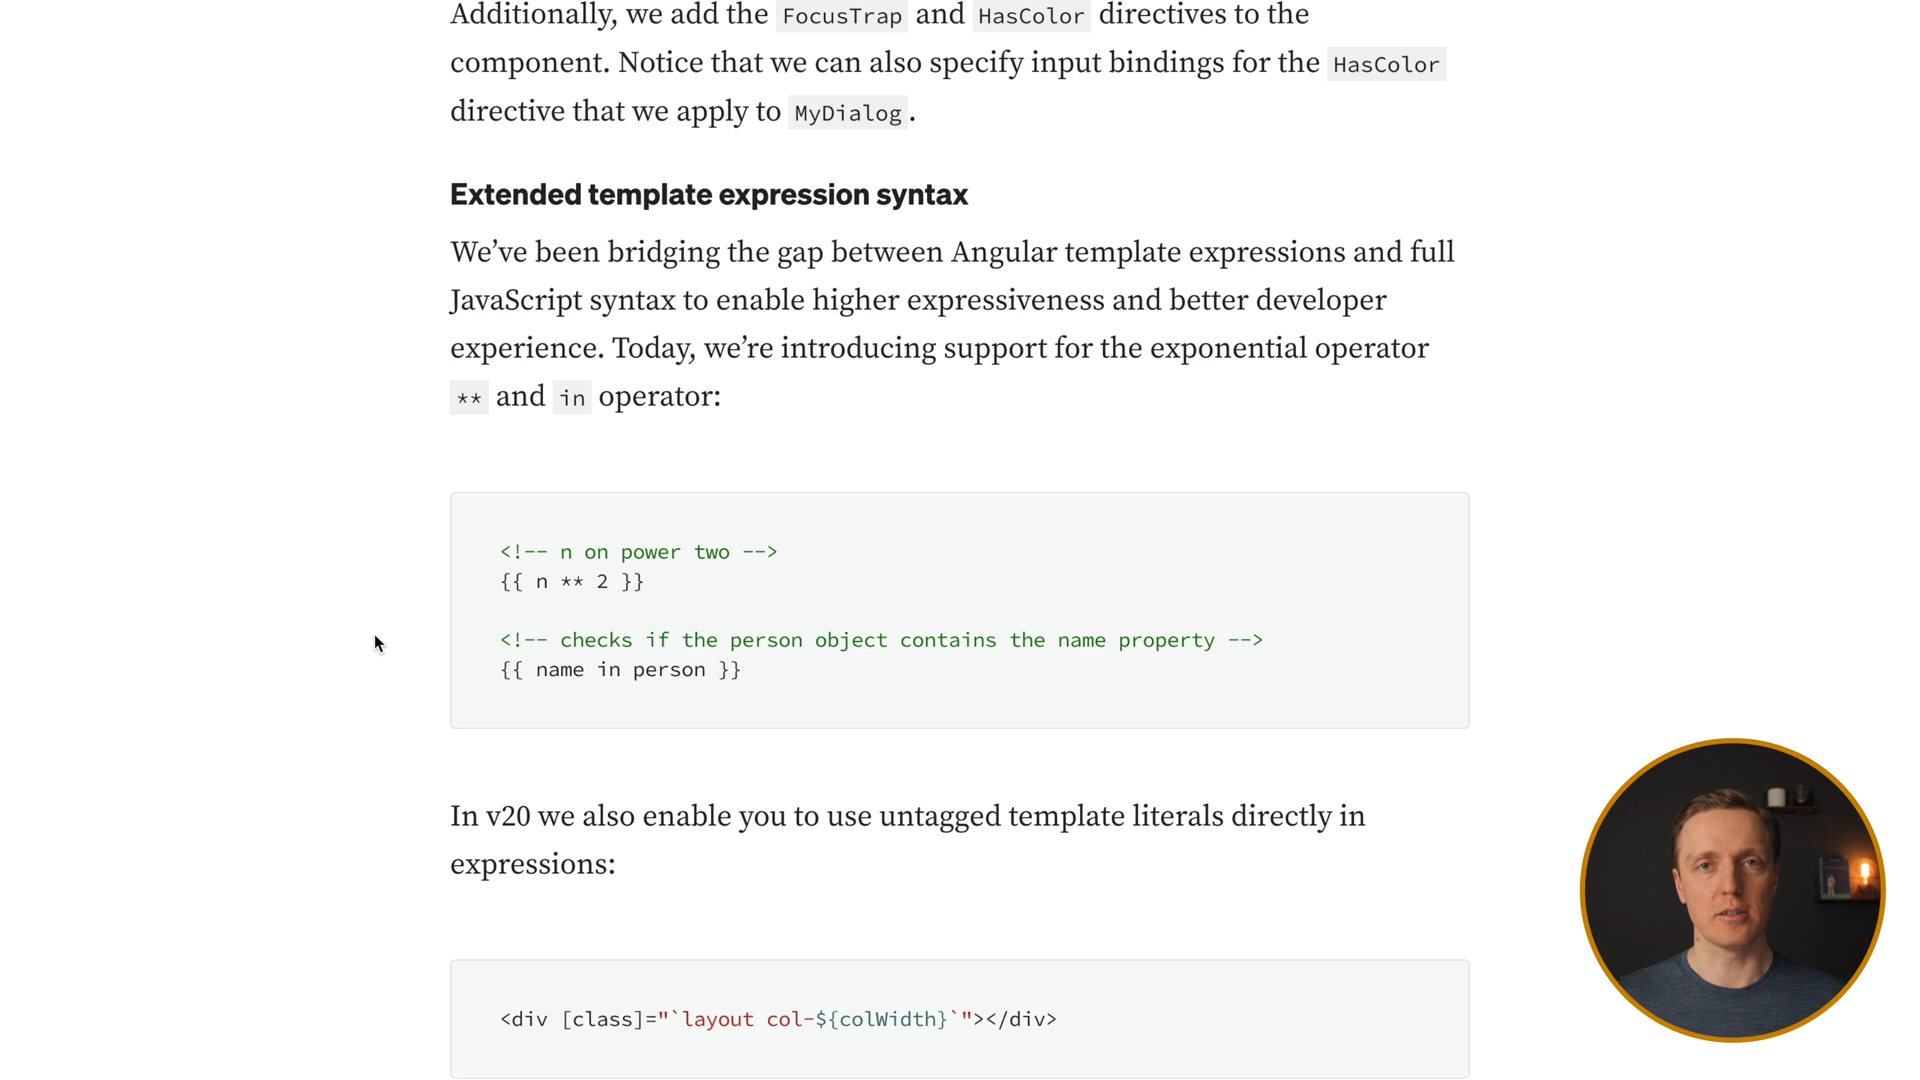 Additionally, we add the FocusTrap and HasColor directives to the
component. Notice that we can also specify input bindings for the HasColor
directive that we apply to MyDialog.
Extended template expression syntax
We’ve been bridging the gap between Angular template expressions and full
JavaScript syntax to enable higher expressiveness and better developer
experience. Today, we’re introducing support for the exponential operator
** and in operator:
<!-- n on power two -->
{{ n ** 2 }}
<!-- checks if the person object contains the name property -->
{{ name in person }}
In v20 we also enable you to use untagged template literals directly in
expressions:
<div [class]="`layout col-${colWidth}`"></div>